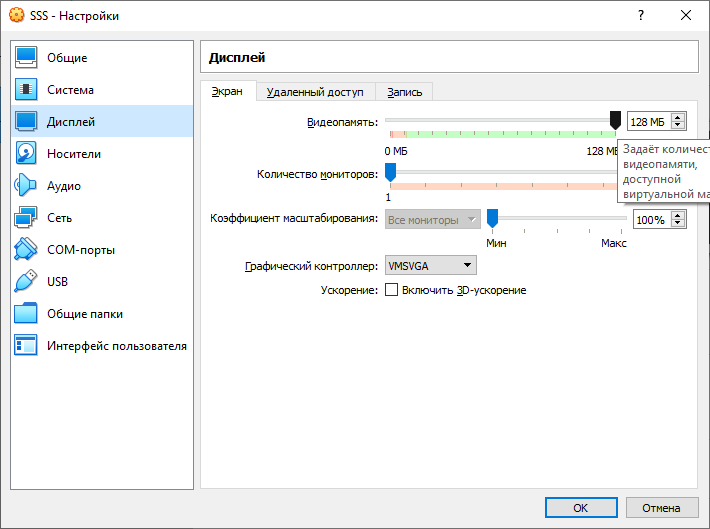 SSS - Настройки
?
Общие
Система
Дисплей
Носители
Аудио
Сеть
COM-порты
USB
Общие папки
Интерфейс пользователя
Дисплей
Экран Удаленный доступ Запись
Видеопамять: 128 МБ
0 МБ 128 МБ
Задаёт количест
видеопамяти,
доступной
виртуальной ма
Количество мониторов:
1
Коэффициент масштабирования: Все мониторы 100%
Мин Макс
Графический контроллер: VMSVGA
Ускорение: Включить 3D-ускорение
OK Отмена